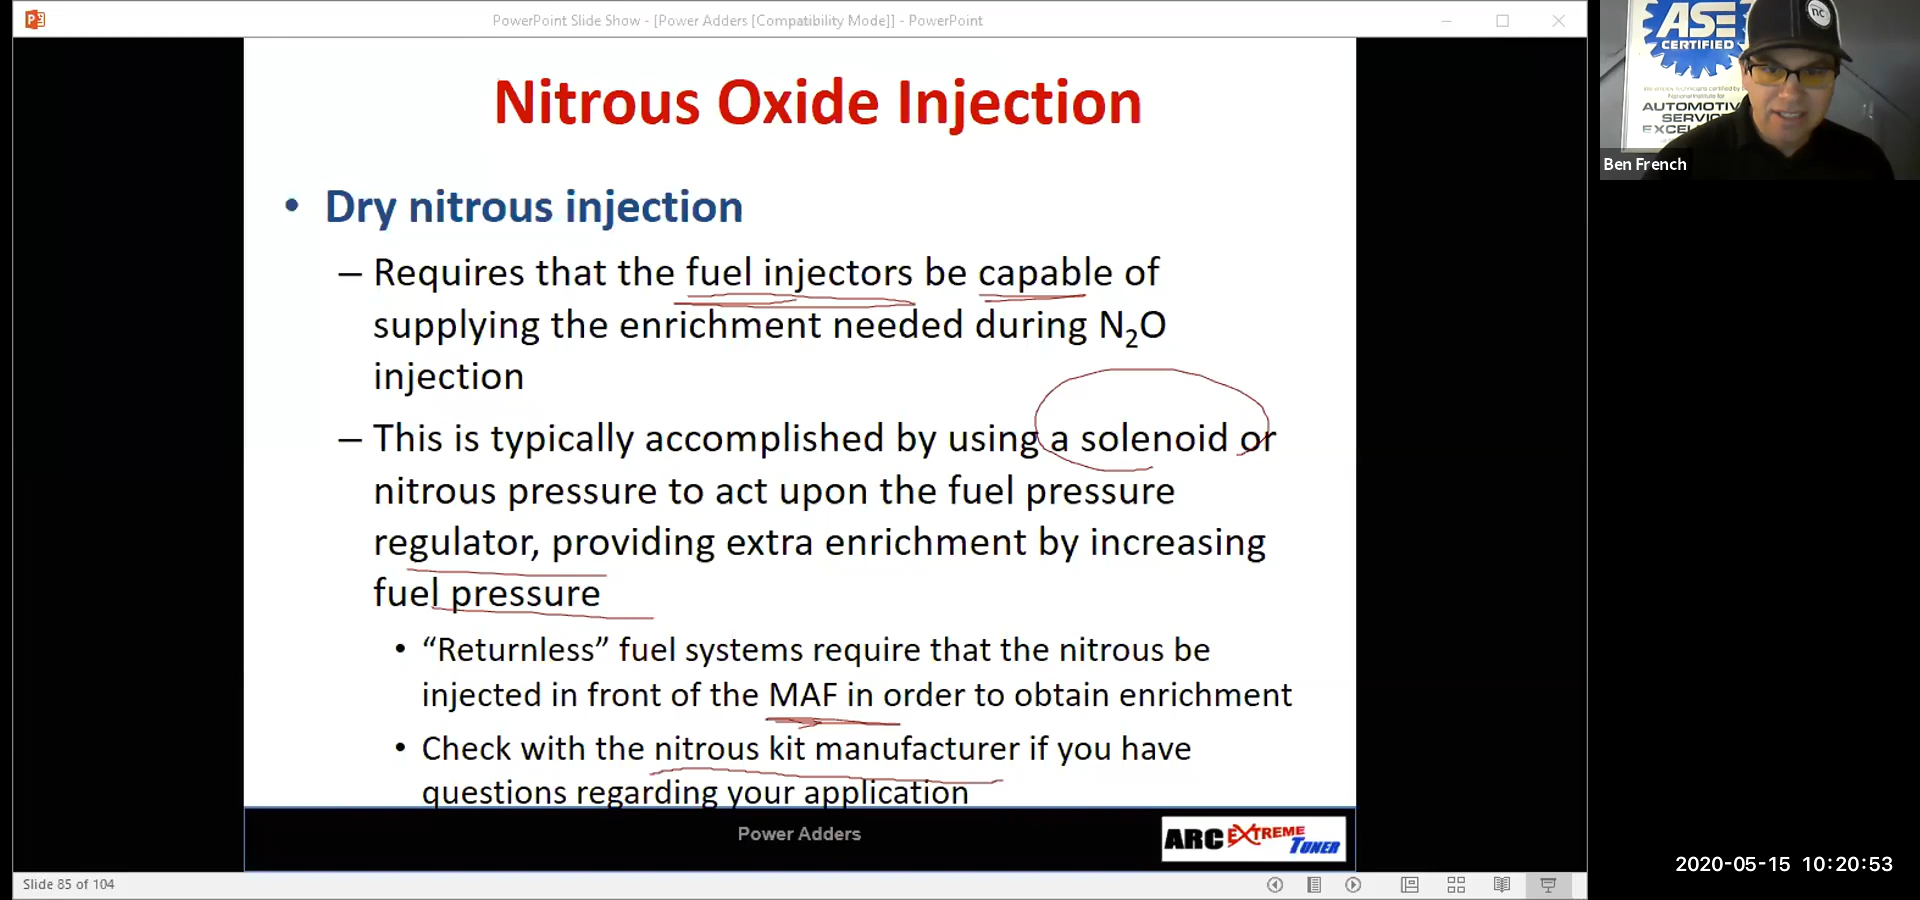 PowerPoint Slide Show - [Power Adders [Compatibility Mode]] - PowerPoint
Nitrous Oxide Injection
• Dry nitrous injection
– Requires that the fuel injectors be capable of
supplying the enrichment needed during N₂O
injection
– This is typically accomplished by using a solenoid or
nitrous pressure to act upon the fuel pressure
regulator, providing extra enrichment by increasing
fuel pressure
• “Returnless” fuel systems require that the nitrous be
injected in front of the MAF in order to obtain enrichment
• Check with the nitrous kit manufacturer if you have
questions regarding your application
Power Adders
ARC EXTREME
TUNER
Slide 85 of 104
nc
ASE
CERTIFIED
AUTOMOTIV
SERVIC
EXCEL
Ben French
2020-05-15 10:20:53